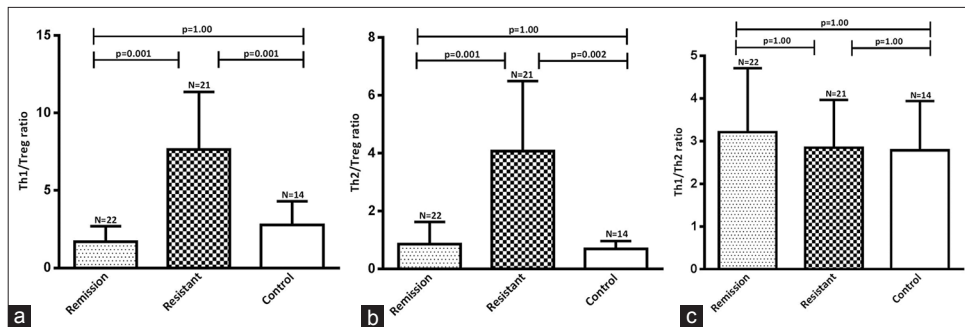 p=1.00
p=0.001
p=0.001
N=21
N=22
N=14
15
10
5
0
Th1/Treg ratio
Remission
Resistant
Control
a
p=1.00
p=0.001
p=0.002
N=21
N=22
N=14
8
6
4
2
0
Th2/Treg ratio
Remission
Resistant
Control
b
p=1.00
p=1.00
p=1.00
N=22
N=21
N=14
5
4
3
2
1
0
Th1/Th2 ratio
Remission
Resistant
Control
c